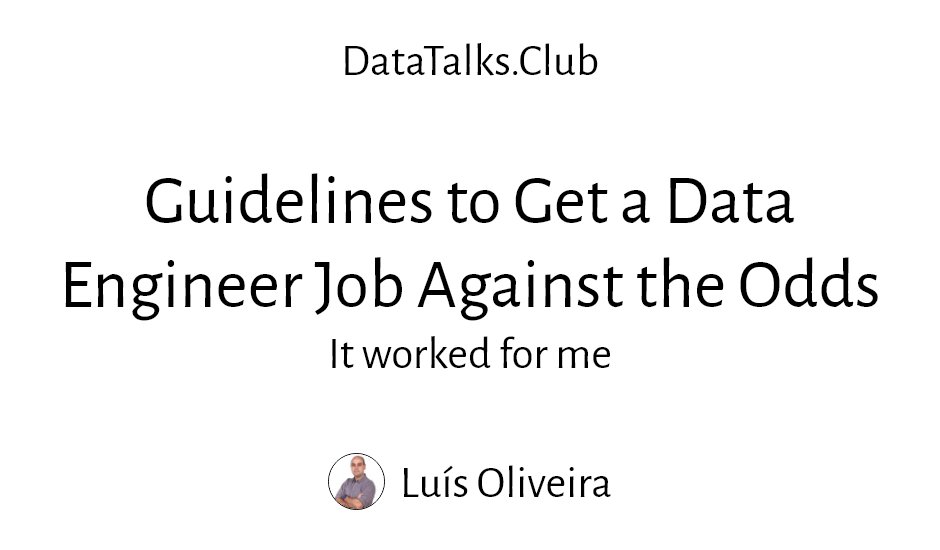 DataTalks.Club
Guidelines to Get a Data
Engineer Job Against the Odds
It worked for me
Luís Oliveira